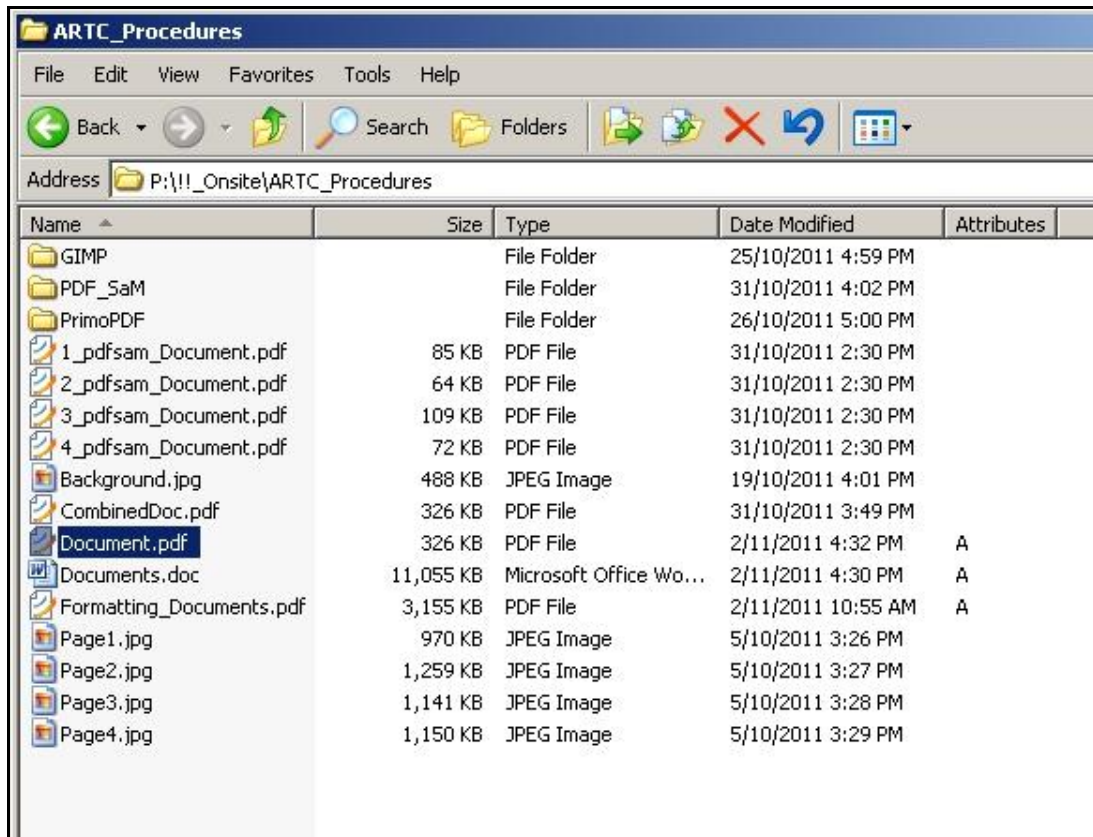 ARTC_Procedures
File Edit View Favorites Tools Help
Back Search Folders
Address P:\!!_Onsite\ARTC_Procedures
Name Size Type Date Modified Attributes
GIMP File Folder 25/10/2011 4:59 PM
PDF_SaM File Folder 31/10/2011 4:02 PM
PrimoPDF File Folder 26/10/2011 5:00 PM
1_pdfsam_Document.pdf 85 KB PDF File 31/10/2011 2:30 PM
2_pdfsam_Document.pdf 64 KB PDF File 31/10/2011 2:30 PM
3_pdfsam_Document.pdf 109 KB PDF File 31/10/2011 2:30 PM
4_pdfsam_Document.pdf 72 KB PDF File 31/10/2011 2:30 PM
Background.jpg 488 KB JPEG Image 19/10/2011 4:01 PM
CombinedDoc.pdf 326 KB PDF File 31/10/2011 3:49 PM
Document.pdf 326 KB PDF File 2/11/2011 4:32 PM A
Documents.doc 11,055 KB Microsoft Office Wo... 2/11/2011 4:30 PM A
Formatting_Documents.pdf 3,155 KB PDF File 2/11/2011 10:55 AM A
Page1.jpg 970 KB JPEG Image 5/10/2011 3:26 PM
Page2.jpg 1,259 KB JPEG Image 5/10/2011 3:27 PM
Page3.jpg 1,141 KB JPEG Image 5/10/2011 3:28 PM
Page4.jpg 1,150 KB JPEG Image 5/10/2011 3:29 PM